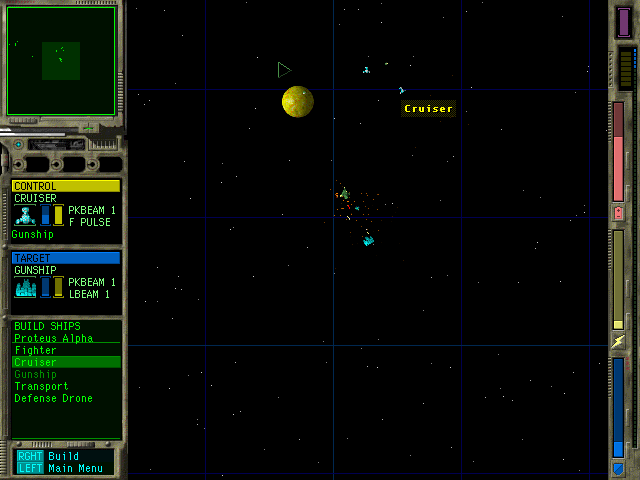 Cruiser
CONTROL
CRUISER
PKBEAM 1
F PULSE
Gunship
TARGET
GUNSHIP
PKBEAM 1
LBEAM 1
BUILD SHIPS
Proteus Alpha
Fighter
Cruiser
Gunship
Transport
Defense Drone
RGHT Build
LEFT Main Menu